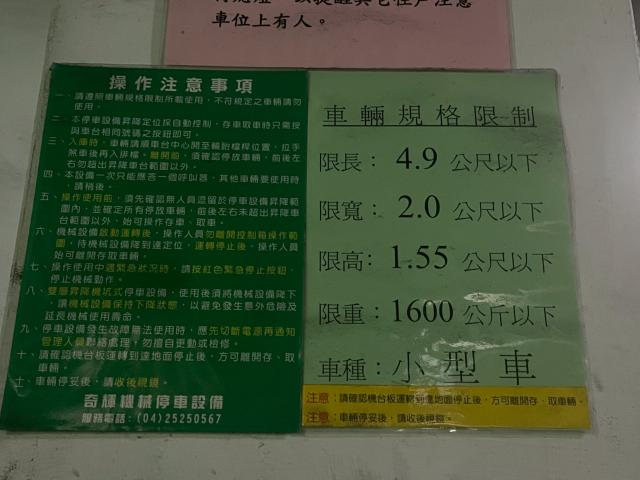 車位上有人。
操作注意事項
一、請遵照車輛規格限制所載使用，不符規定之車輛請勿
使用。
二、本停車設備昇降定位採自動控制，存車取車時只需按
與車台相同號碼之按鈕即可。
三、入庫時，車輛請順車台中心開至輪胎檔桿位置，拉手
煞車後再入排檔。離開前，須確認停放車輛，前後左
右勿超出昇降車台範圍以外。
四、本設備一次只能應答一個呼叫器，其他車輛要使用時
，請稍後。
五、操作使用前，須先確認無人逗留於停車設備昇降範
圍內，並確定所有停放車輛，前後左右未超出昇降車
台範圍以外，始可操作存車、取車。
六、機械設備啟動運轉後，操作人員勿離開控制箱操作範
圍，待機械設備降到達定位，運轉停止後，操作人員
始可離開存取車輛。
七、操作使用中遇緊急狀況時，請按紅色緊急停止按鈕，
停止機械動作。
八、雙層昇降機坑式停車設備，使用後須將機械設備降下
，讓機械設備保持下降狀態，以避免發生意外危險及
延長機械使用壽命。
九、停車設備發生故障無法使用時，應先切斷電源再通知
管理人員聯絡處理，勿擅自更動或檢修。
十、請確認機台板運轉到達地面停止後，方可離開存、取
車輛。
十一、車輛停妥後，請收後視鏡。
奇輝機械停車設備
服務電話：(04)25250567
車輛規格限制
限長：4.9 公尺以下
限寬：2.0 公尺以下
限高：1.55 公尺以下
限重：1600 公斤以下
車種：小型車
注意：請確認機台板運轉到達地面停止後，方可離開存、取車輛。
注意：車輛停妥後，請收後視鏡。